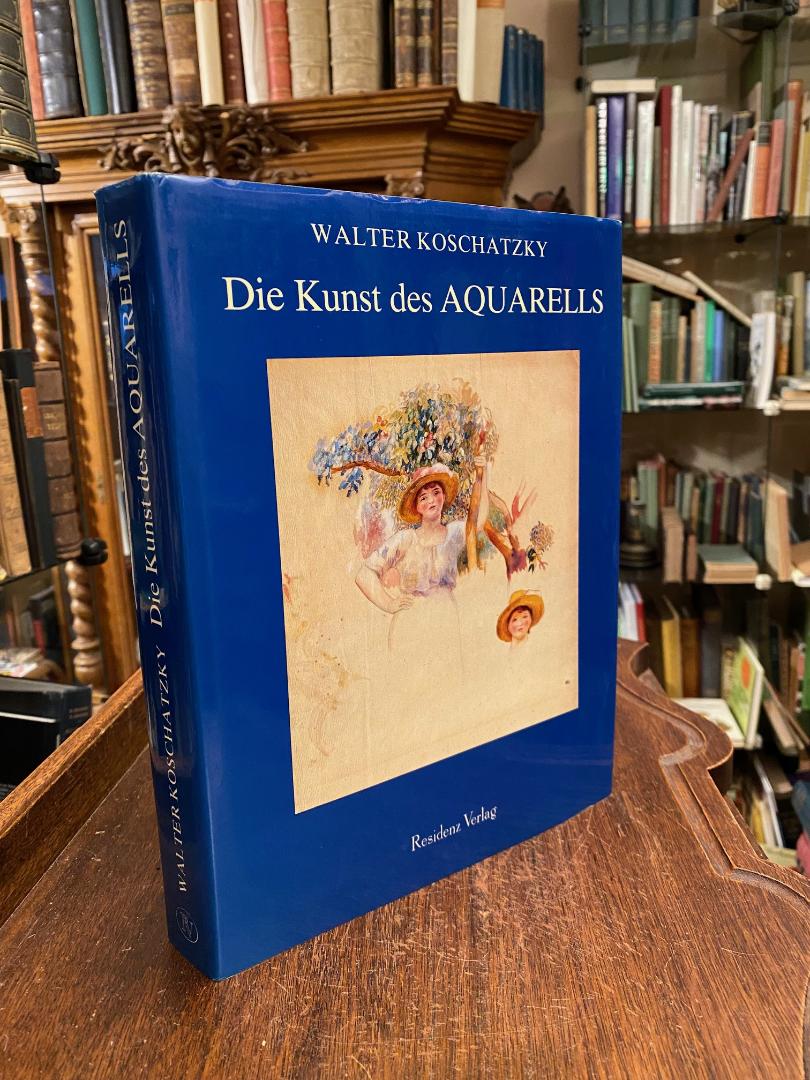 WALTER KOSCHATZKY
Die Kunst des AQUARELLS
Residenz Verlag
WALTER KOSCHATZKY Die Kunst des AQUARELLS